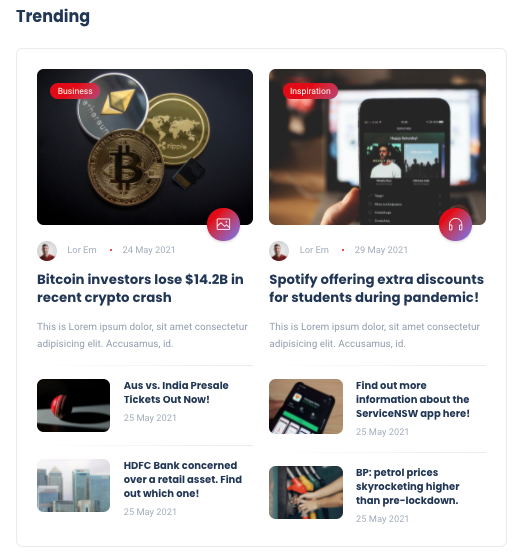 Trending
Business
ethereum
ripple
Lor Em • 24 May 2021
Bitcoin investors lose $14.2B in
recent crypto crash
This is Lorem ipsum dolor, sit amet consectetur
adipisicing elit. Accusamus, id.
Aus vs. India Presale
Tickets Out Now!
25 May 2021
HDFC Bank concerned
over a retail asset. Find
out which one!
25 May 2021
Inspiration
Lor Em • 29 May 2021
Spotify offering extra discounts
for students during pandemic!
This is Lorem ipsum dolor, sit amet consectetur
adipisicing elit. Accusamus, id.
Find out more
information about the
ServiceNSW app here!
25 May 2021
BP: petrol prices
skyrocketing higher
than pre-lockdown.
25 May 2021